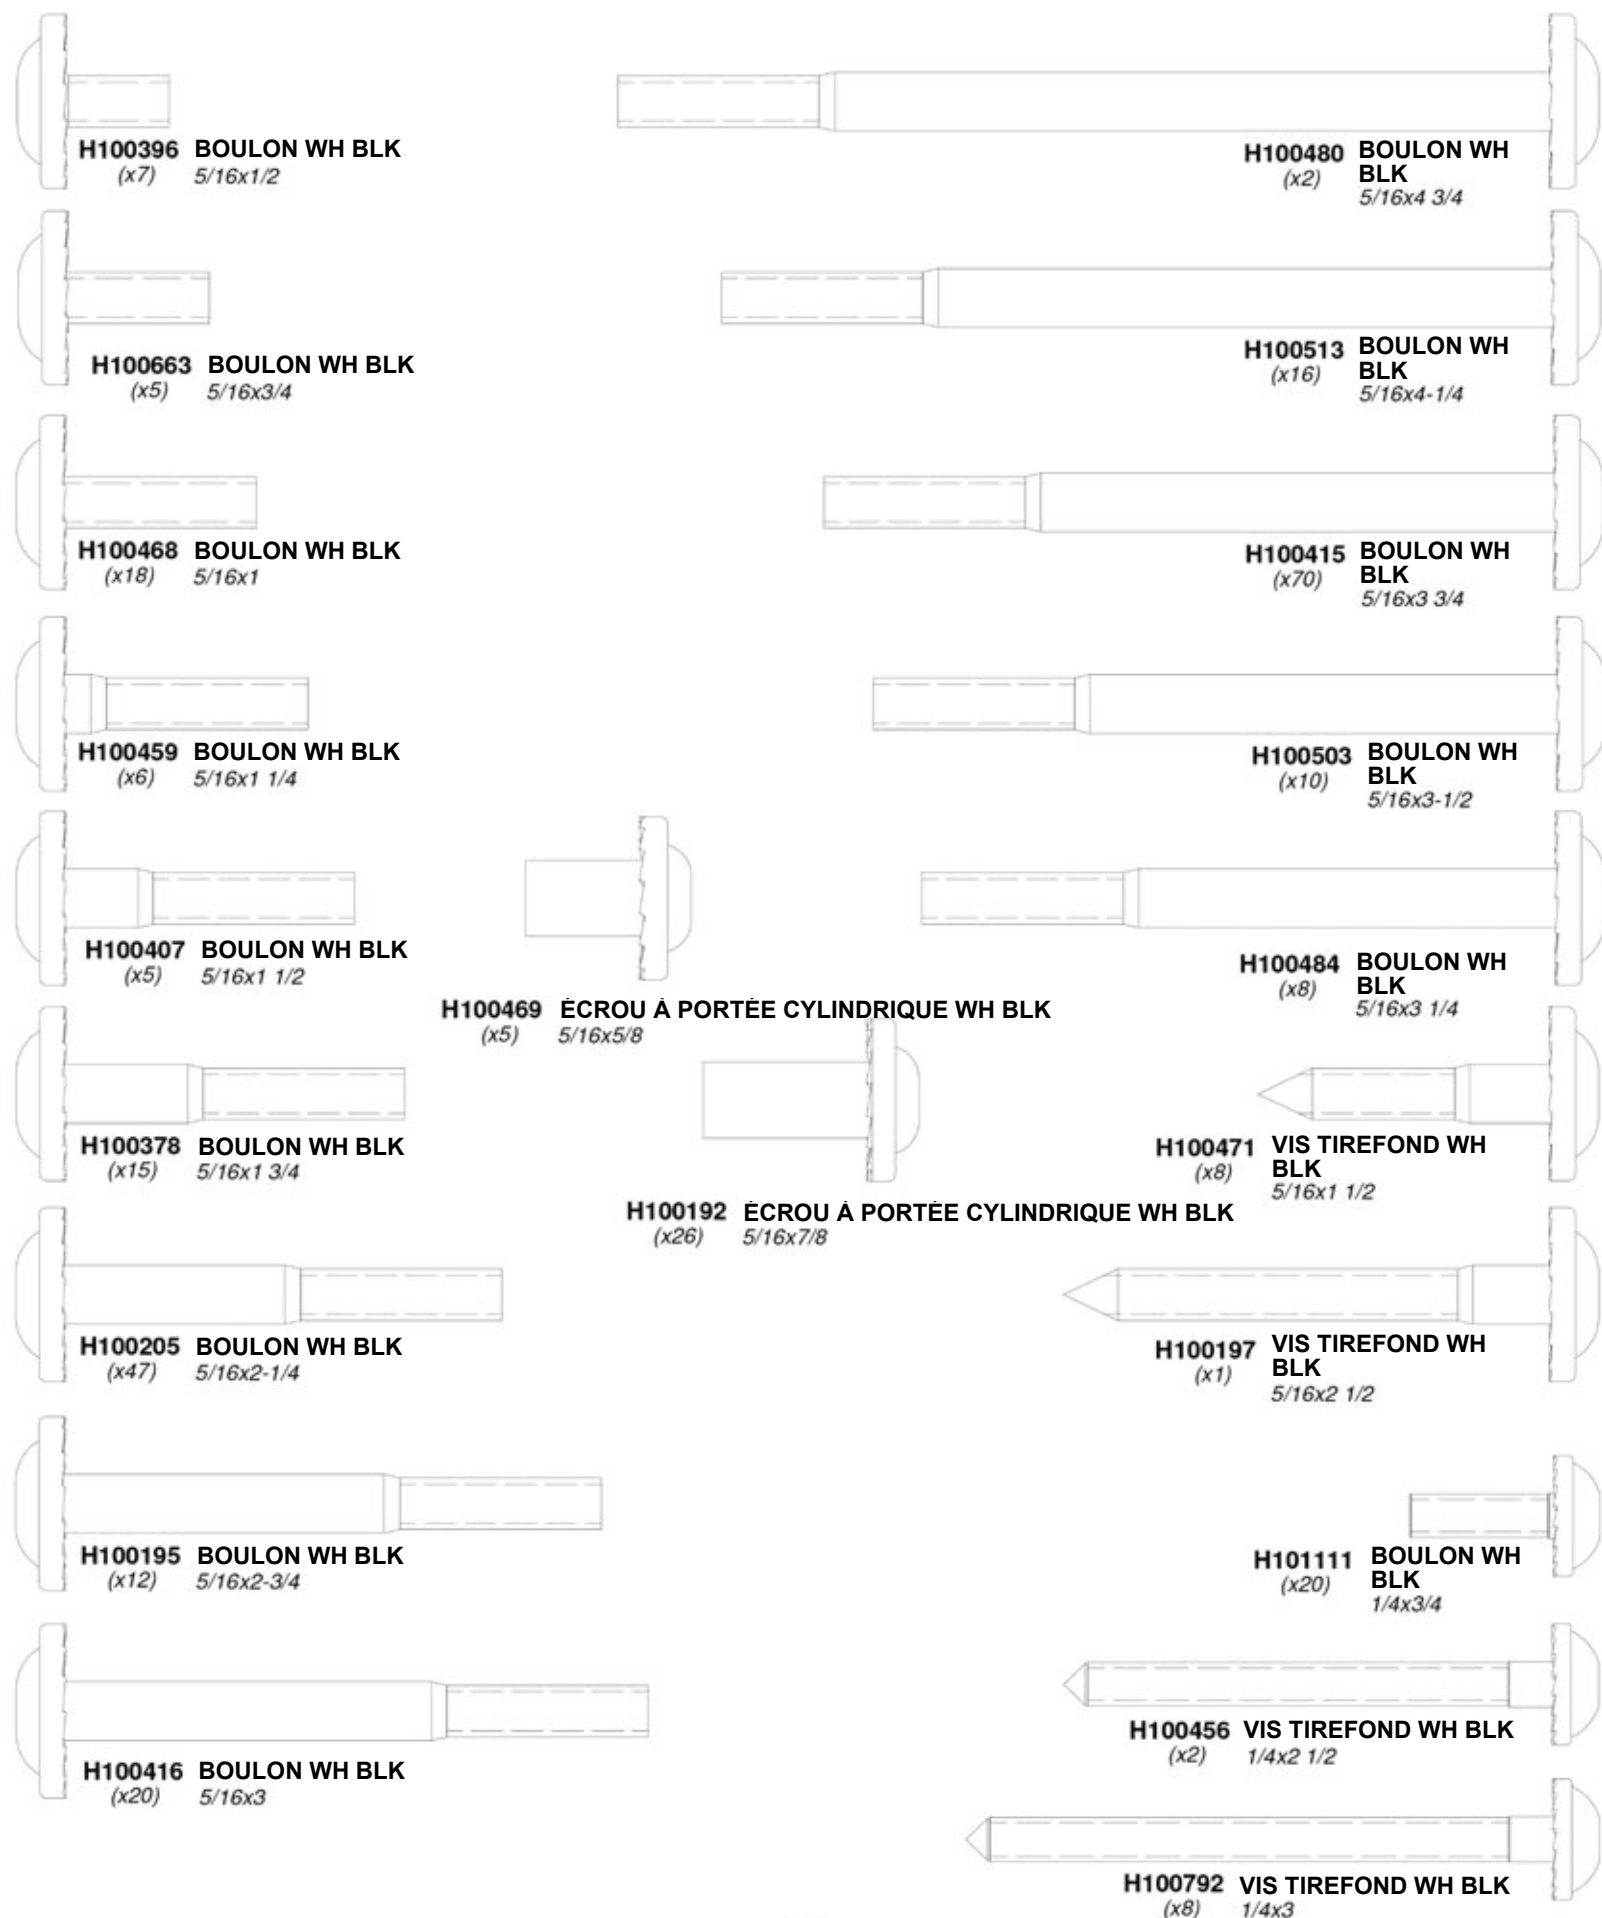 H100396 BOULON WH BLK
(x7) 5/16x1/2
H100663 BOULON WH BLK
(x5) 5/16x3/4
H100468 BOULON WH BLK
(x18) 5/16x1
H100459 BOULON WH BLK
(x6) 5/16x1 1/4
H100407 BOULON WH BLK
(x5) 5/16x1 1/2
H100378 BOULON WH BLK
(x15) 5/16x1 3/4
H100205 BOULON WH BLK
(x47) 5/16x2-1/4
H100195 BOULON WH BLK
(x12) 5/16x2-3/4
H100416 BOULON WH BLK
(x20) 5/16x3
H100469 ÉCROU À PORTÉE CYLINDRIQUE WH BLK
(x5) 5/16x5/8
H100192 ÉCROU À PORTÉE CYLINDRIQUE WH BLK
(x26) 5/16x7/8
H100480 BOULON WH
(x2) BLK
5/16x4 3/4
H100513 BOULON WH
(x16) BLK
5/16x4-1/4
H100415 BOULON WH
(x70) BLK
5/16x3 3/4
H100503 BOULON WH
(x10) BLK
5/16x3-1/2
H100484 BOULON WH
(x8) BLK
5/16x3 1/4
H100471 VIS TIREFOND WH
(x8) BLK
5/16x1 1/2
H100197 VIS TIREFOND WH
(x1) BLK
5/16x2 1/2
H101111 BOULON WH
(x20) BLK
1/4x3/4
H100456 VIS TIREFOND WH BLK
(x2) 1/4x2 1/2
H100792 VIS TIREFOND WH BLK
(x8) 1/4x3